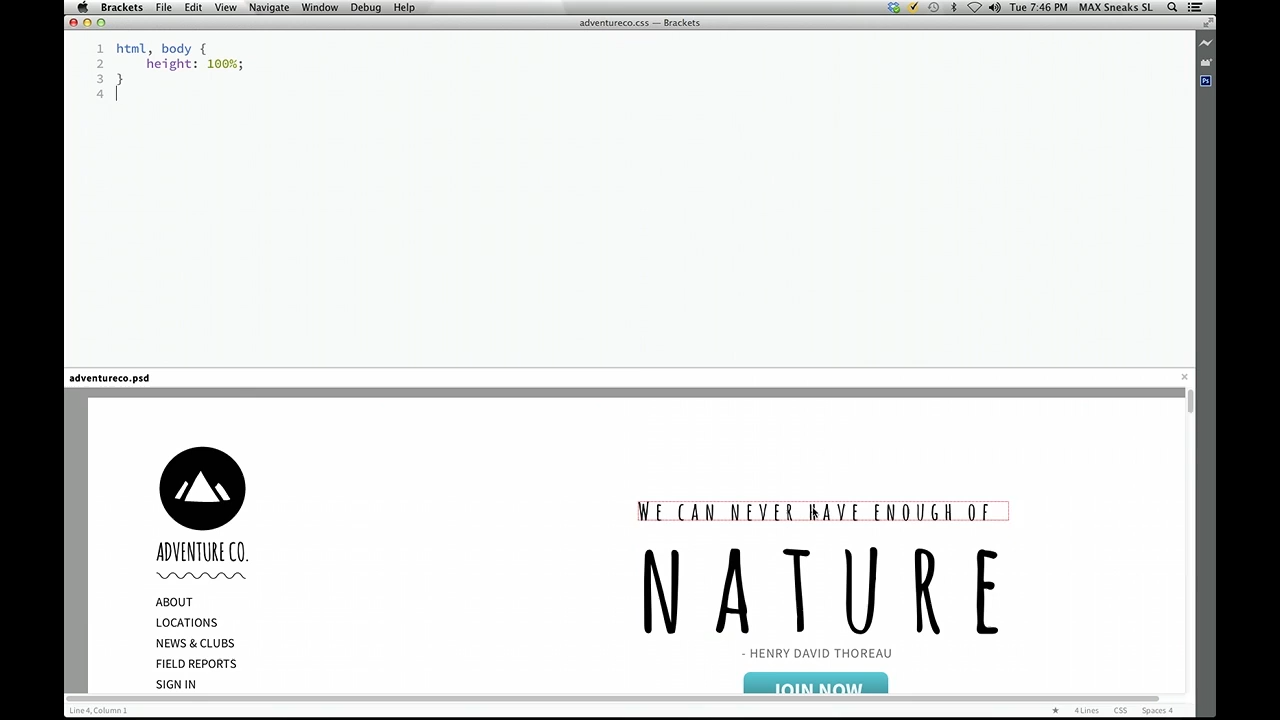 Brackets File Edit View Navigate Window Debug Help Tue 7:46 PM MAX Sneaks SL
adventureco.css — Brackets
1 html, body {
2 height: 100%;
3 }
4
adventureco.psd
WE CAN NEVER HAVE ENOUGH OF
NATURE
- HENRY DAVID THOREAU
JOIN NOW
ADVENTURE CO.
ABOUT
LOCATIONS
NEWS & CLUBS
FIELD REPORTS
SIGN IN
Ps
Line 4, Column 1 4 Lines CSS Spaces 4